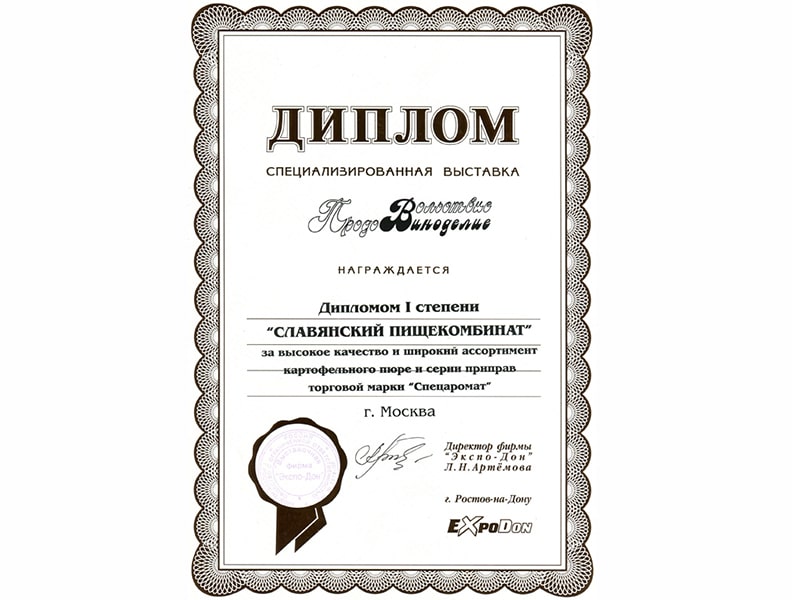 ДИПЛОМ
СПЕЦИАЛИЗИРОВАННАЯ ВЫСТАВКА
ПродоВольствие
Виноделие
НАГРАЖДАЕТСЯ
Дипломом I степени
"СЛАВЯНСКИЙ ПИЩЕКОМБИНАТ"
за высокое качество и широкий ассортимент
картофельного пюре и серии приправ
торговой марки "Спецаромат"
г. Москва
Директор фирмы
"Экспо-Дон"
Л.Н.Артёмова
фирма
"Экспо-Дон"
г. Ростов-на-Дону
EXPODON